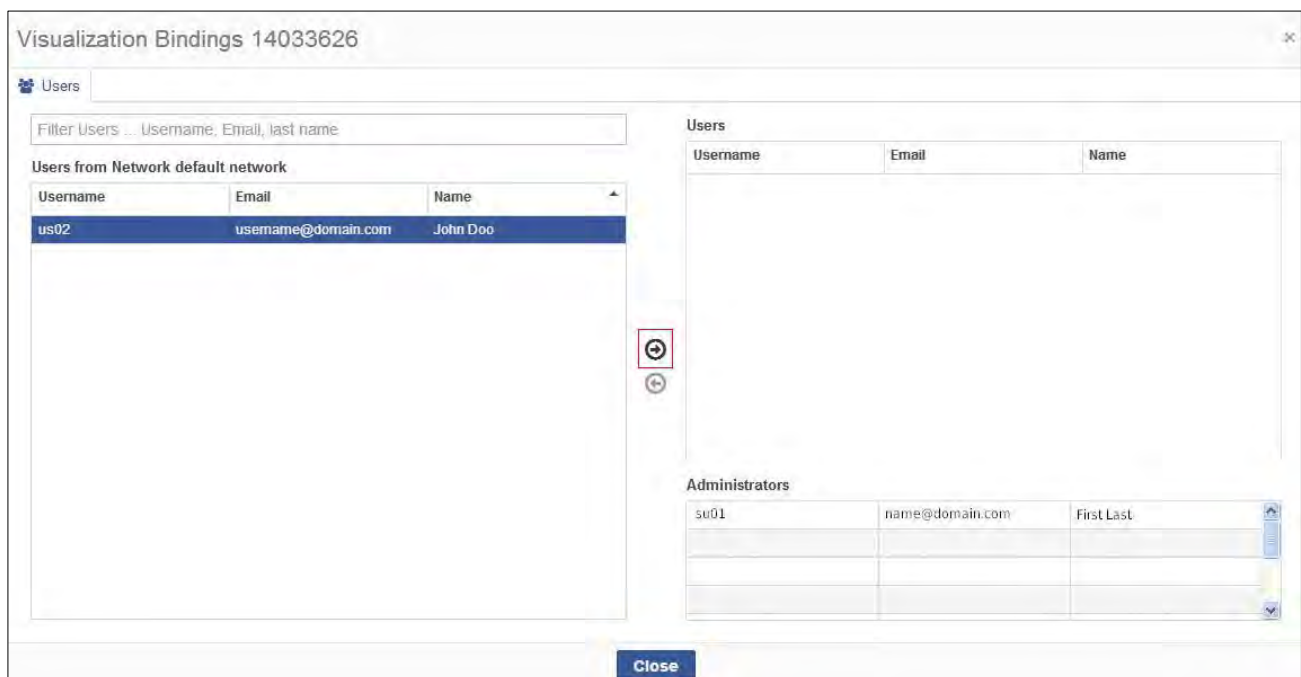 Visualization Bindings 14033626
Users
Filter Users ... Username, Email, last name
Users from Network default network
Username Email Name
us02 username@domain.com John Doo
Users
Username Email Name
Administrators
su01 name@domain.com First Last
Close